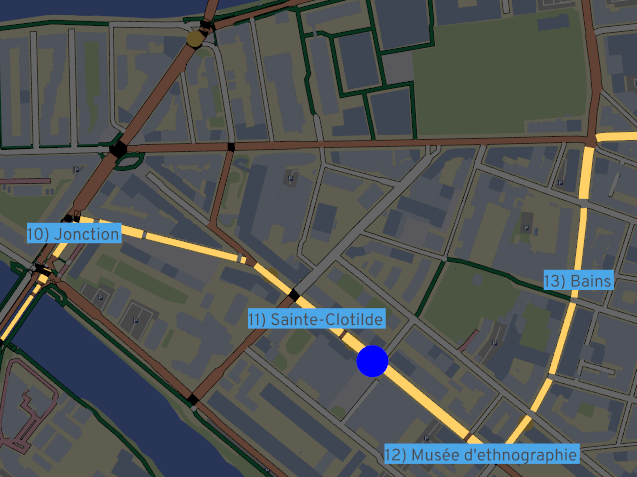 10) Jonction
13) Bains
11) Sainte-Clotilde
12) Musée d'ethnographie